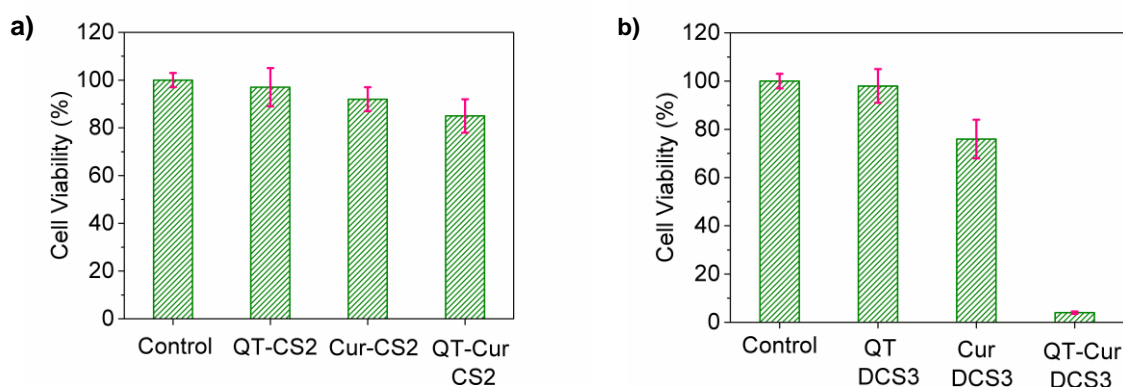 a)
Cell Viability (%)
120
100
80
60
40
20
0
Control
QT-CS2
Cur-CS2
QT-Cur
CS2
b)
Cell Viability (%)
120
100
80
60
40
20
0
Control
QT
DCS3
Cur
DCS3
QT-Cur
DCS3